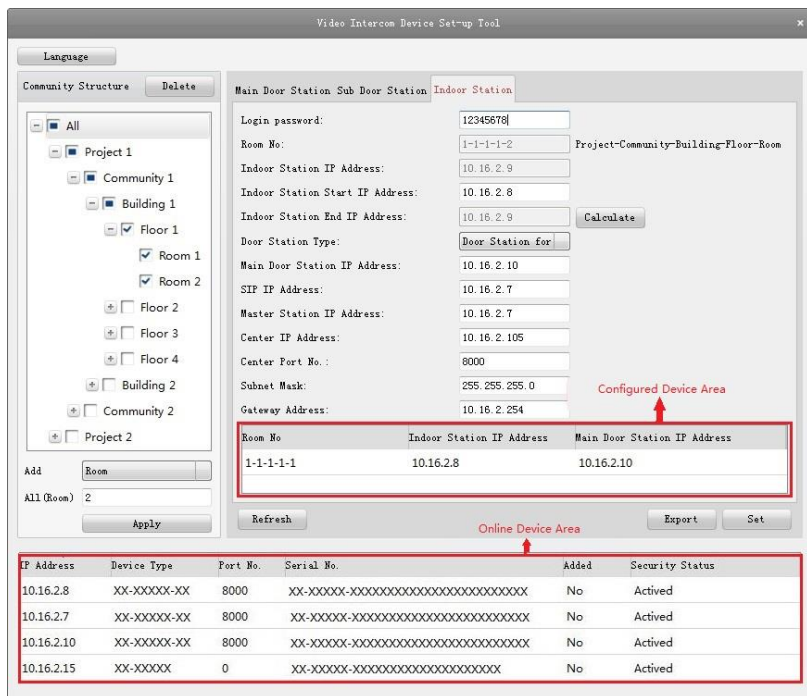 Video Intercom Device Set-up Tool ×
Language
Community Structure Delete
All
Project 1
Community 1
Building 1
Floor 1
Room 1
Room 2
Floor 2
Floor 3
Floor 4
Building 2
Community 2
Project 2
Add Room
All(Room) 2
Apply
Main Door Station Sub Door Station Indoor Station
Login password: 12345678
Room No: 1-1-1-1-2 Project-Community-Building-Floor-Room
Indoor Station IP Address: 10.16.2.9
Indoor Station Start IP Address: 10.16.2.8
Indoor Station End IP Address: 10.16.2.9 Calculate
Door Station Type: Door Station for
Main Door Station IP Address: 10.16.2.10
SIP IP Address: 10.16.2.7
Master Station IP Address: 10.16.2.7
Center IP Address: 10.16.2.105
Center Port No.: 8000
Subnet Mask: 255.255.255.0
Gateway Address: 10.16.2.254
Configured Device Area
Room No Indoor Station IP Address Main Door Station IP Address
1-1-1-1-1 10.16.2.8 10.16.2.10
Refresh Export Set
Online Device Area
IP Address Device Type Port No. Serial No. Added Security Status
10.16.2.8 XX-XXXXX-XX 8000 XX-XXXXX-XXXXXXXXXXXXXXXXXXXXXXXX No Actived
10.16.2.7 XX-XXXXX-XX 8000 XX-XXXXX-XXXXXXXXXXXXXXXXXXXXXXXX No Actived
10.16.2.10 XX-XXXXX-XX 8000 XX-XXXXX-XXXXXXXXXXXXXXXXXXXXXXXX No Actived
10.16.2.15 XX-XXXXX 0 XX-XXXXX-XXXXXXXXXXXXXXXXXXXX No Actived